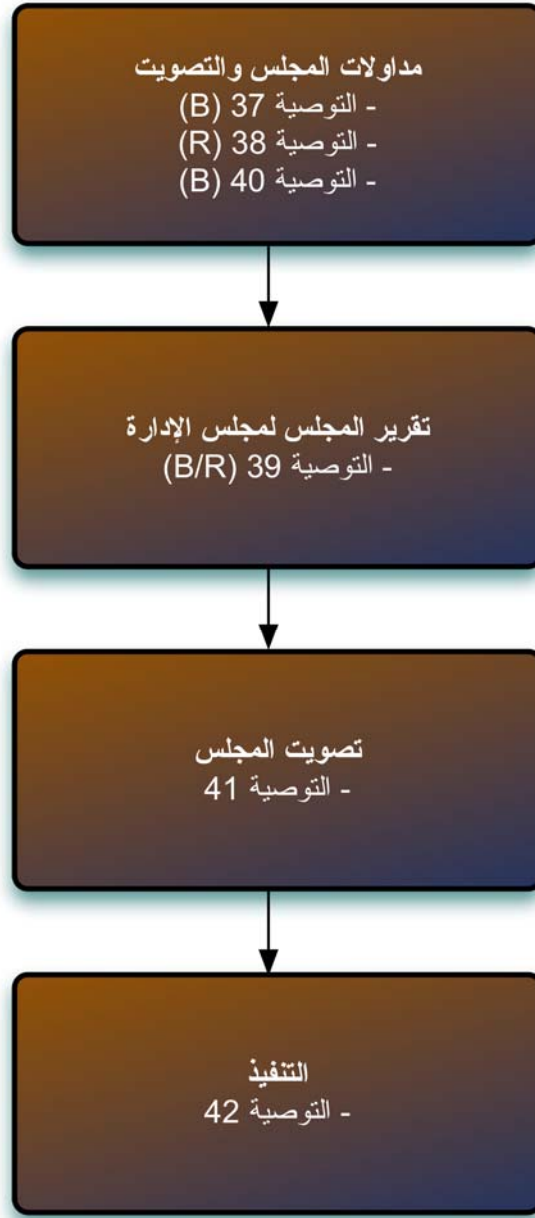 مداولات المجلس والتصويت
- التوصية 37 (B)
- التوصية 38 (R)
- التوصية 40 (B)
تقرير المجلس لمجلس الإدارة
- التوصية 39 (B/R)
تصويت المجلس
- التوصية 41
التنفيذ
- التوصية 42